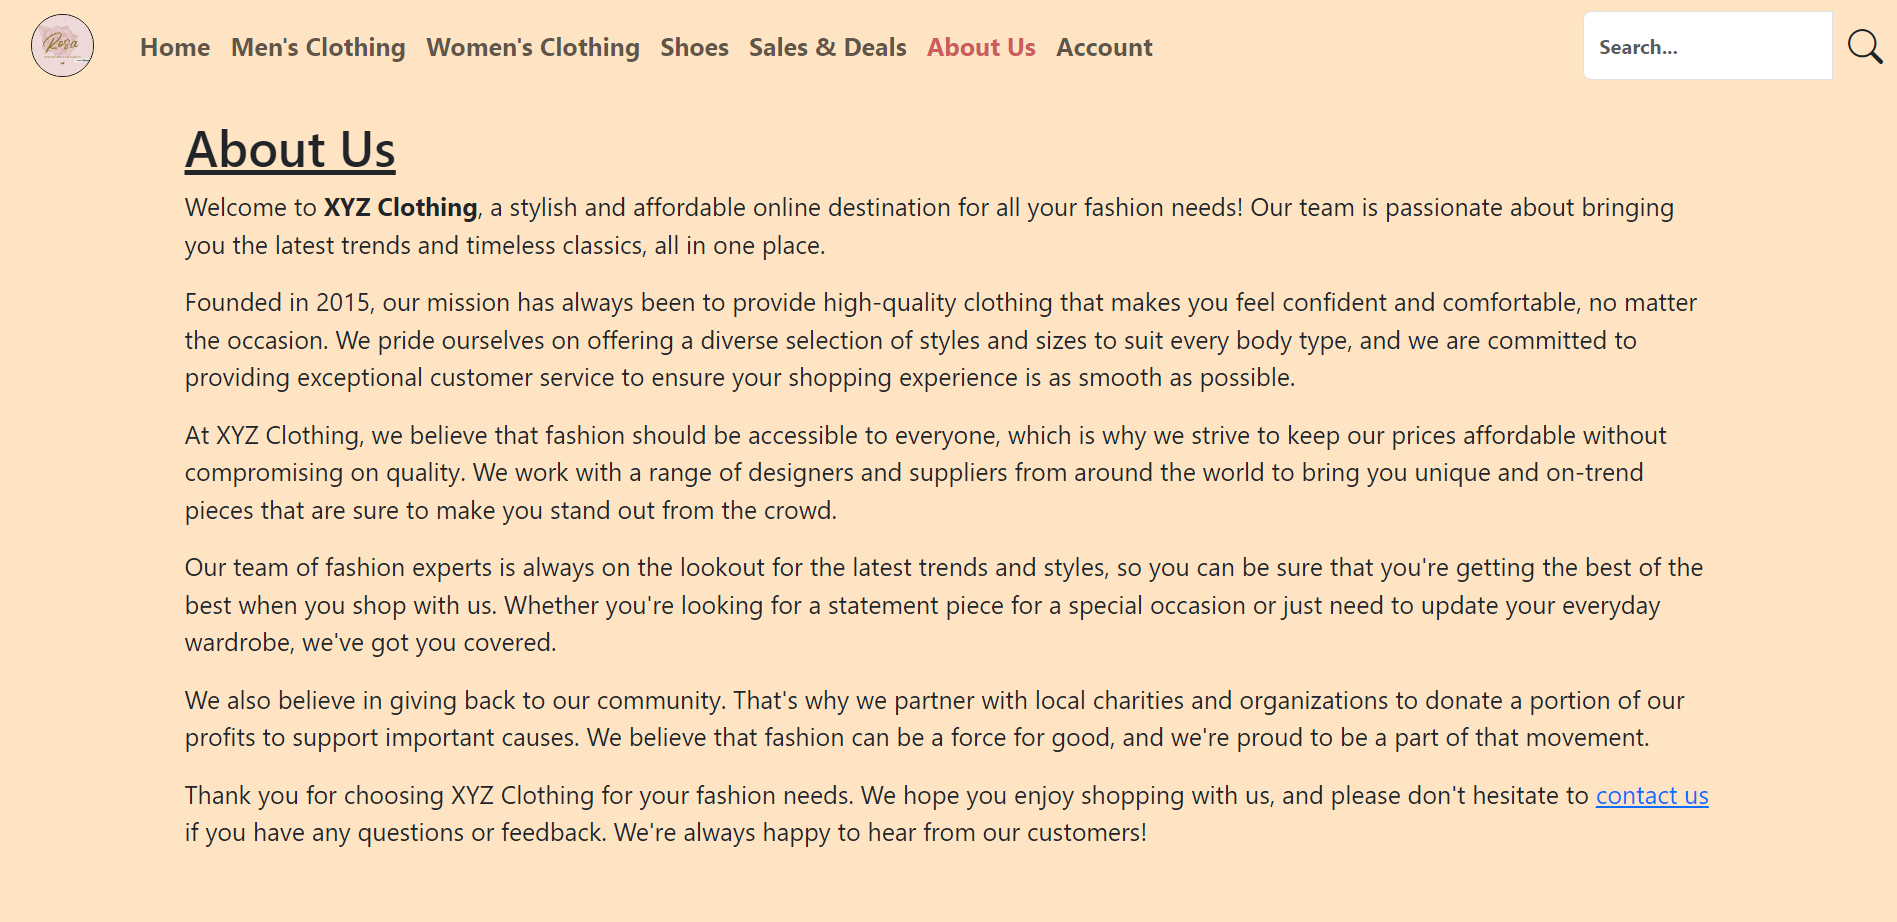 Rosa
Home Men's Clothing Women's Clothing Shoes Sales & Deals About Us Account
Search...
About Us
Welcome to XYZ Clothing, a stylish and affordable online destination for all your fashion needs! Our team is passionate about bringing
you the latest trends and timeless classics, all in one place.
Founded in 2015, our mission has always been to provide high-quality clothing that makes you feel confident and comfortable, no matter
the occasion. We pride ourselves on offering a diverse selection of styles and sizes to suit every body type, and we are committed to
providing exceptional customer service to ensure your shopping experience is as smooth as possible.
At XYZ Clothing, we believe that fashion should be accessible to everyone, which is why we strive to keep our prices affordable without
compromising on quality. We work with a range of designers and suppliers from around the world to bring you unique and on-trend
pieces that are sure to make you stand out from the crowd.
Our team of fashion experts is always on the lookout for the latest trends and styles, so you can be sure that you're getting the best of the
best when you shop with us. Whether you're looking for a statement piece for a special occasion or just need to update your everyday
wardrobe, we've got you covered.
We also believe in giving back to our community. That's why we partner with local charities and organizations to donate a portion of our
profits to support important causes. We believe that fashion can be a force for good, and we're proud to be a part of that movement.
Thank you for choosing XYZ Clothing for your fashion needs. We hope you enjoy shopping with us, and please don't hesitate to contact us
if you have any questions or feedback. We're always happy to hear from our customers!